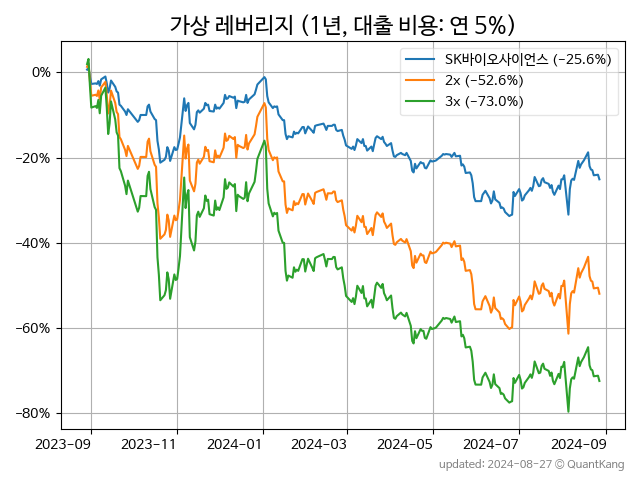 가상 레버리지 (1년, 대출 비용: 연 5%)
SK바이오사이언스 (−25.6%)
2x (−52.6%)
3x (−73.0%)
0%
−20%
−40%
−60%
−80%
2023-09 2023-11 2024-01 2024-03 2024-05 2024-07 2024-09
updated: 2024-08-27 © QuantKang